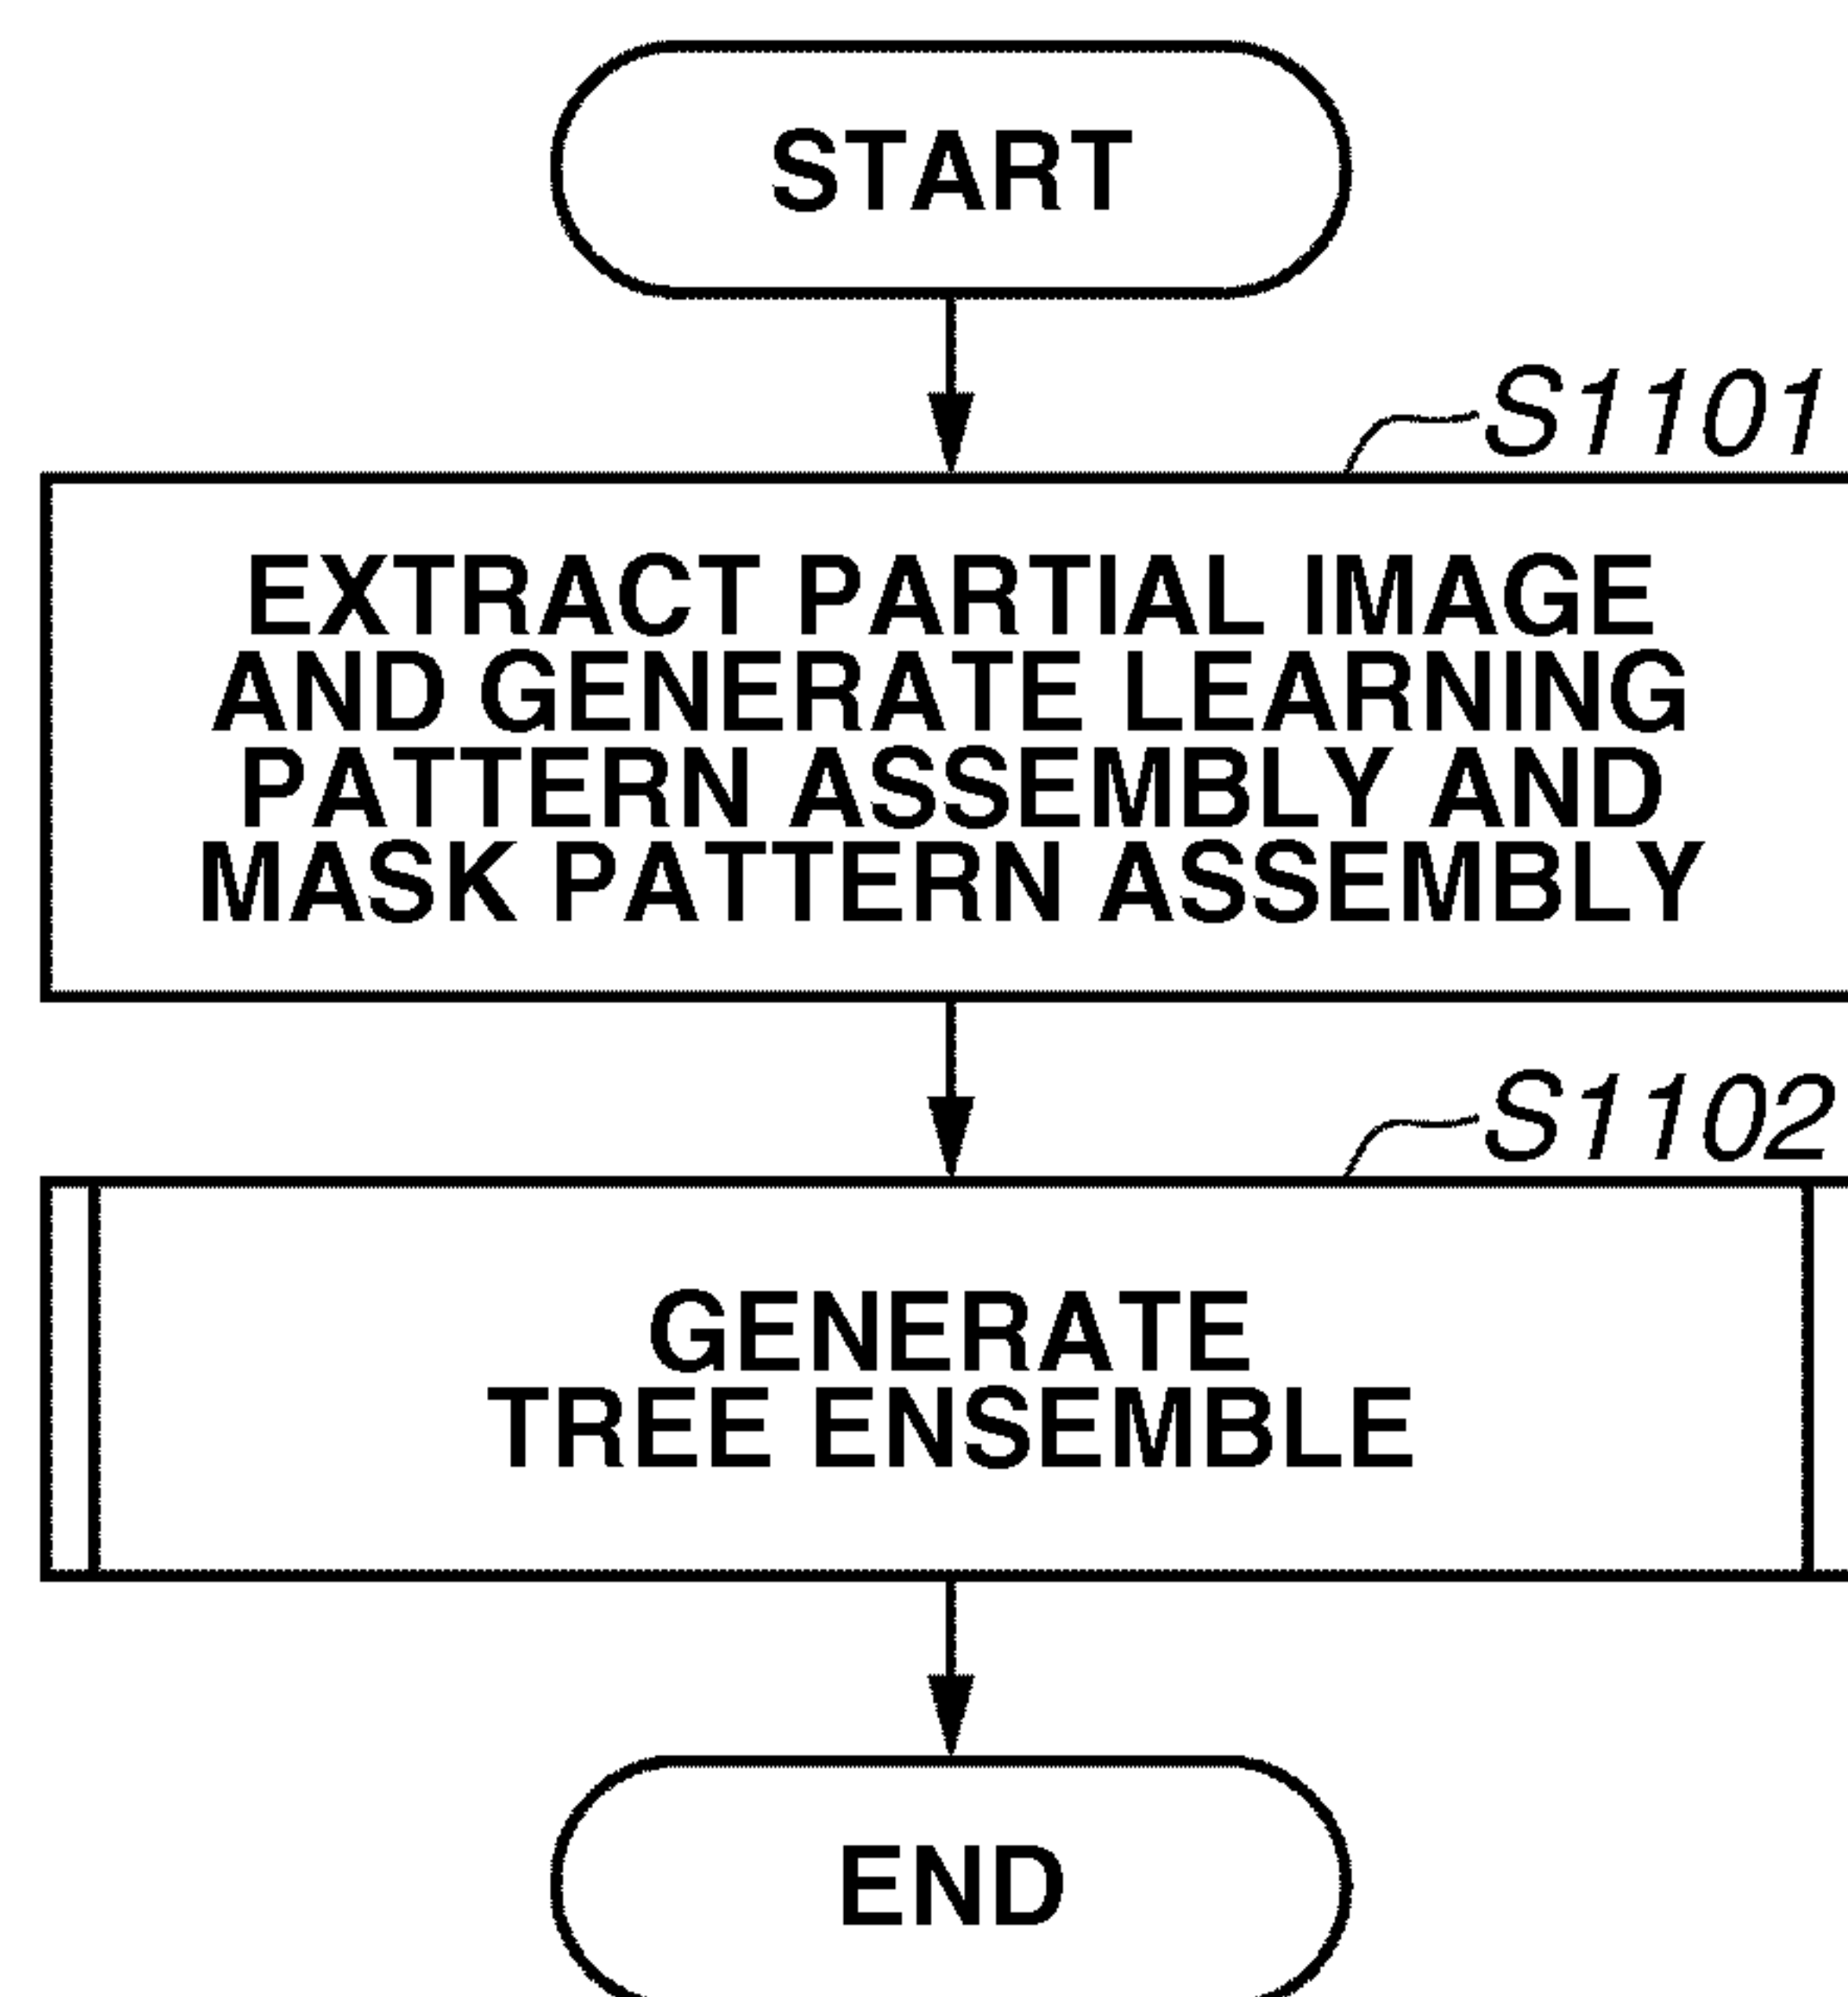 START
S1101
EXTRACT PARTIAL IMAGE
AND GENERATE LEARNING
PATTERN ASSEMBLY AND
MASK PATTERN ASSEMBLY
S1102
GENERATE
TREE ENSEMBLE
END